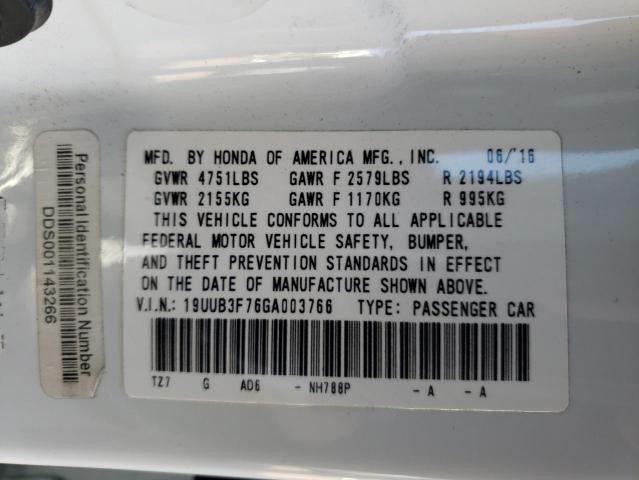 MFD. BY HONDA OF AMERICA MFG., INC. 06/'16
GVWR 4751LBS GAWR F 2579LBS R 2194LBS
GVWR 2155KG GAWR F 1170KG R 995KG
THIS VEHICLE CONFORMS TO ALL APPLICABLE
FEDERAL MOTOR VEHICLE SAFETY, BUMPER,
AND THEFT PREVENTION STANDARDS IN EFFECT
ON THE DATE OF MANUFACTURE SHOWN ABOVE.
V.I.N.: 19UUB3F76GA003766 TYPE: PASSENGER CAR
TZ7 G AD6 - NH788P - A - A
Personal Identification Number
DDS001143266